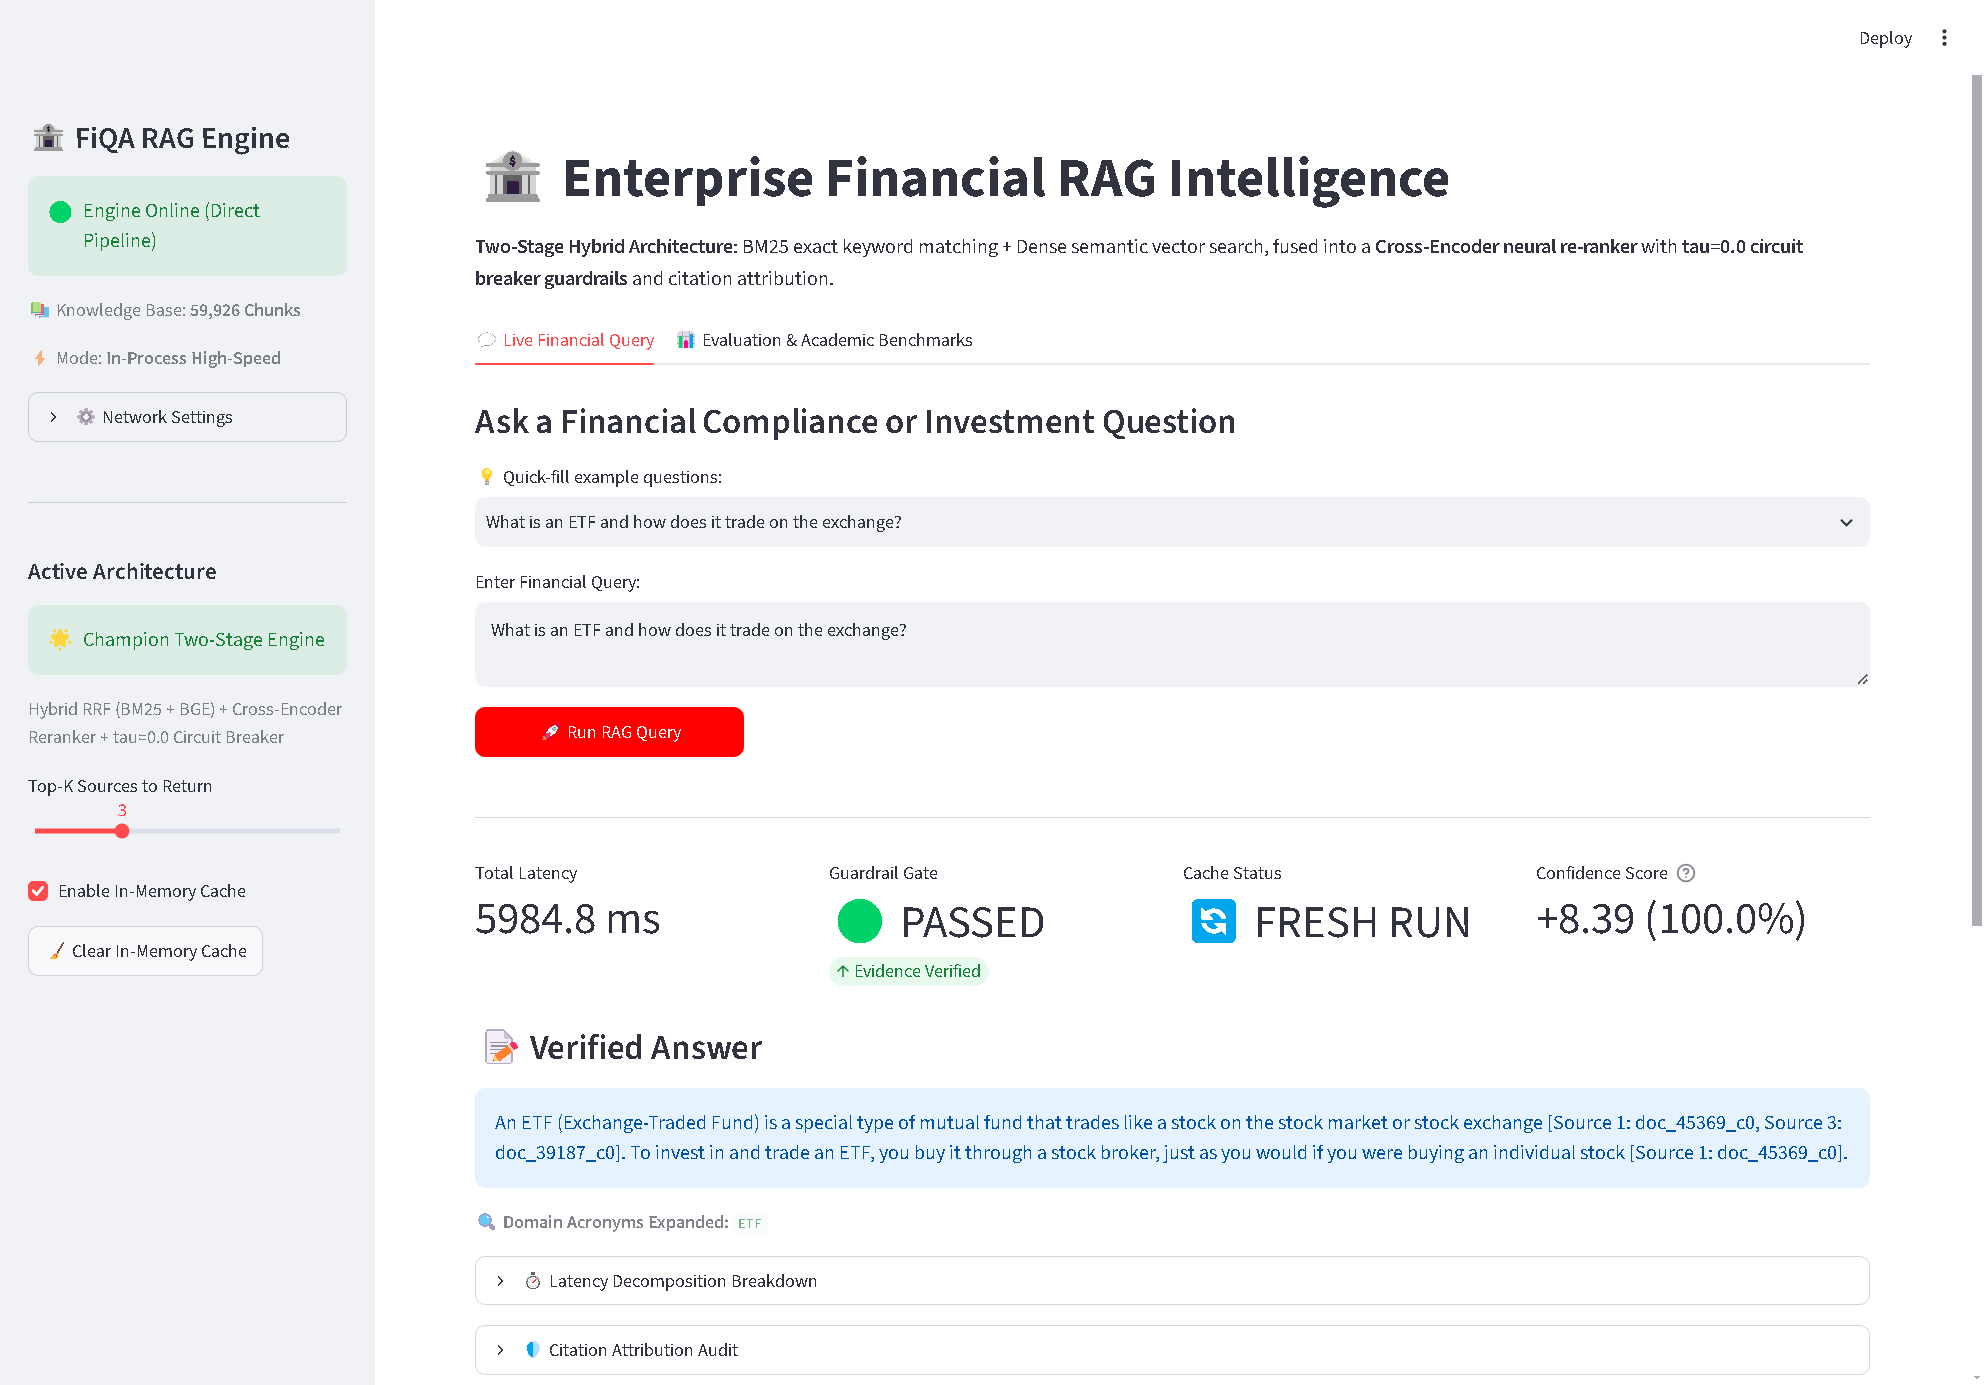 Deploy
FiQA RAG Engine
Engine Online (Direct
Pipeline)
Knowledge Base: 59,926 Chunks
Mode: In-Process High-Speed
Network Settings
Active Architecture
Champion Two-Stage Engine
Hybrid RRF (BM25 + BGE) + Cross-Encoder
Reranker + tau=0.0 Circuit Breaker
Top-K Sources to Return
3
Enable In-Memory Cache
Clear In-Memory Cache
Enterprise Financial RAG Intelligence
Two-Stage Hybrid Architecture: BM25 exact keyword matching + Dense semantic vector search, fused into a Cross-Encoder neural re-ranker with tau=0.0 circuit
breaker guardrails and citation attribution.
Live Financial Query
Evaluation & Academic Benchmarks
Ask a Financial Compliance or Investment Question
Quick-fill example questions:
What is an ETF and how does it trade on the exchange?
Enter Financial Query:
What is an ETF and how does it trade on the exchange?
Run RAG Query
Total Latency
5984.8 ms
Guardrail Gate
PASSED
Evidence Verified
Cache Status
FRESH RUN
Confidence Score
+8.39 (100.0%)
Verified Answer
An ETF (Exchange-Traded Fund) is a special type of mutual fund that trades like a stock on the stock market or stock exchange [Source 1: doc_45369_c0, Source 3:
doc_39187_c0]. To invest in and trade an ETF, you buy it through a stock broker, just as you would if you were buying an individual stock [Source 1: doc_45369_c0].
Domain Acronyms Expanded: ETF
Latency Decomposition Breakdown
Citation Attribution Audit